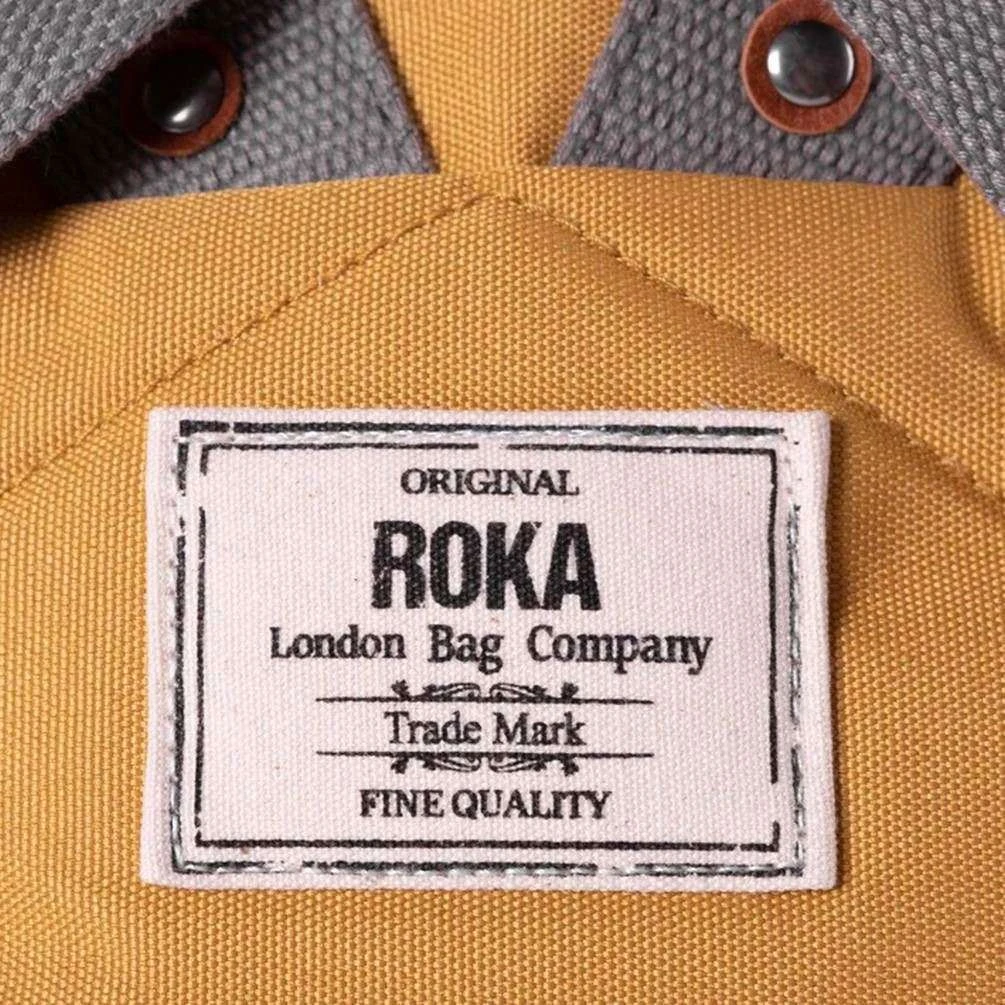 ORIGINAL
ROKA
London Bag Company
Trade Mark
FINE QUALITY